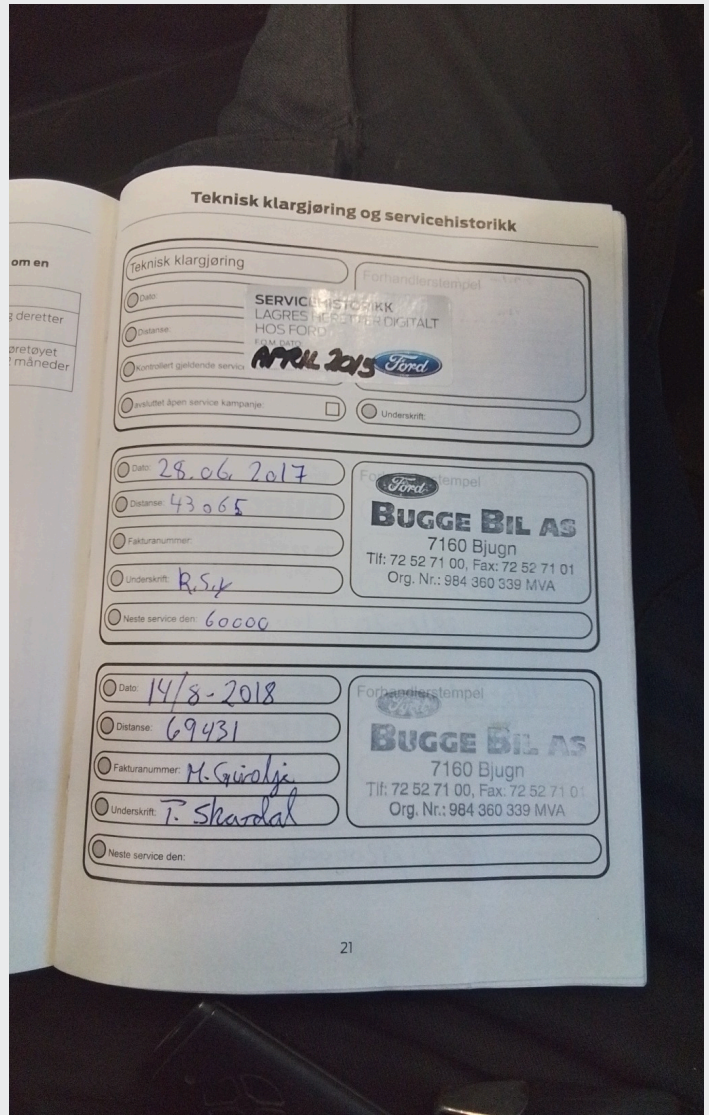 om en
deretter
øretøyet
måneder
Teknisk klargjøring og servicehistorikk
Teknisk klargjøring
Forhandlerstempel
Dato:
Distanse:
Kontrollert gjeldende service
avsluttet åpen service kampanje:
Underskrift:
SERVICEHISTORIKK
LAGRES HERETTER DIGITALT
HOS FORD
F.O.M. DATO
APRIL 2015
Ford
Dato: 28.06.2017
Distanse: 43065
Fakturanummer:
Underskrift: R.S.
Neste service den: 60000
Forhandlerstempel
Ford
BUGGE BIL AS
7160 Bjugn
Tlf: 72 52 71 00, Fax: 72 52 71 01
Org. Nr.: 984 360 339 MVA
Dato: 14/8-2018
Distanse: 69431
Fakturanummer: M.
Underskrift: T. Skardal
Neste service den:
Forhandlerstempel
Ford
BUGGE BIL AS
7160 Bjugn
Tlf: 72 52 71 00, Fax: 72 52 71 01
Org. Nr.: 984 360 339 MVA
21